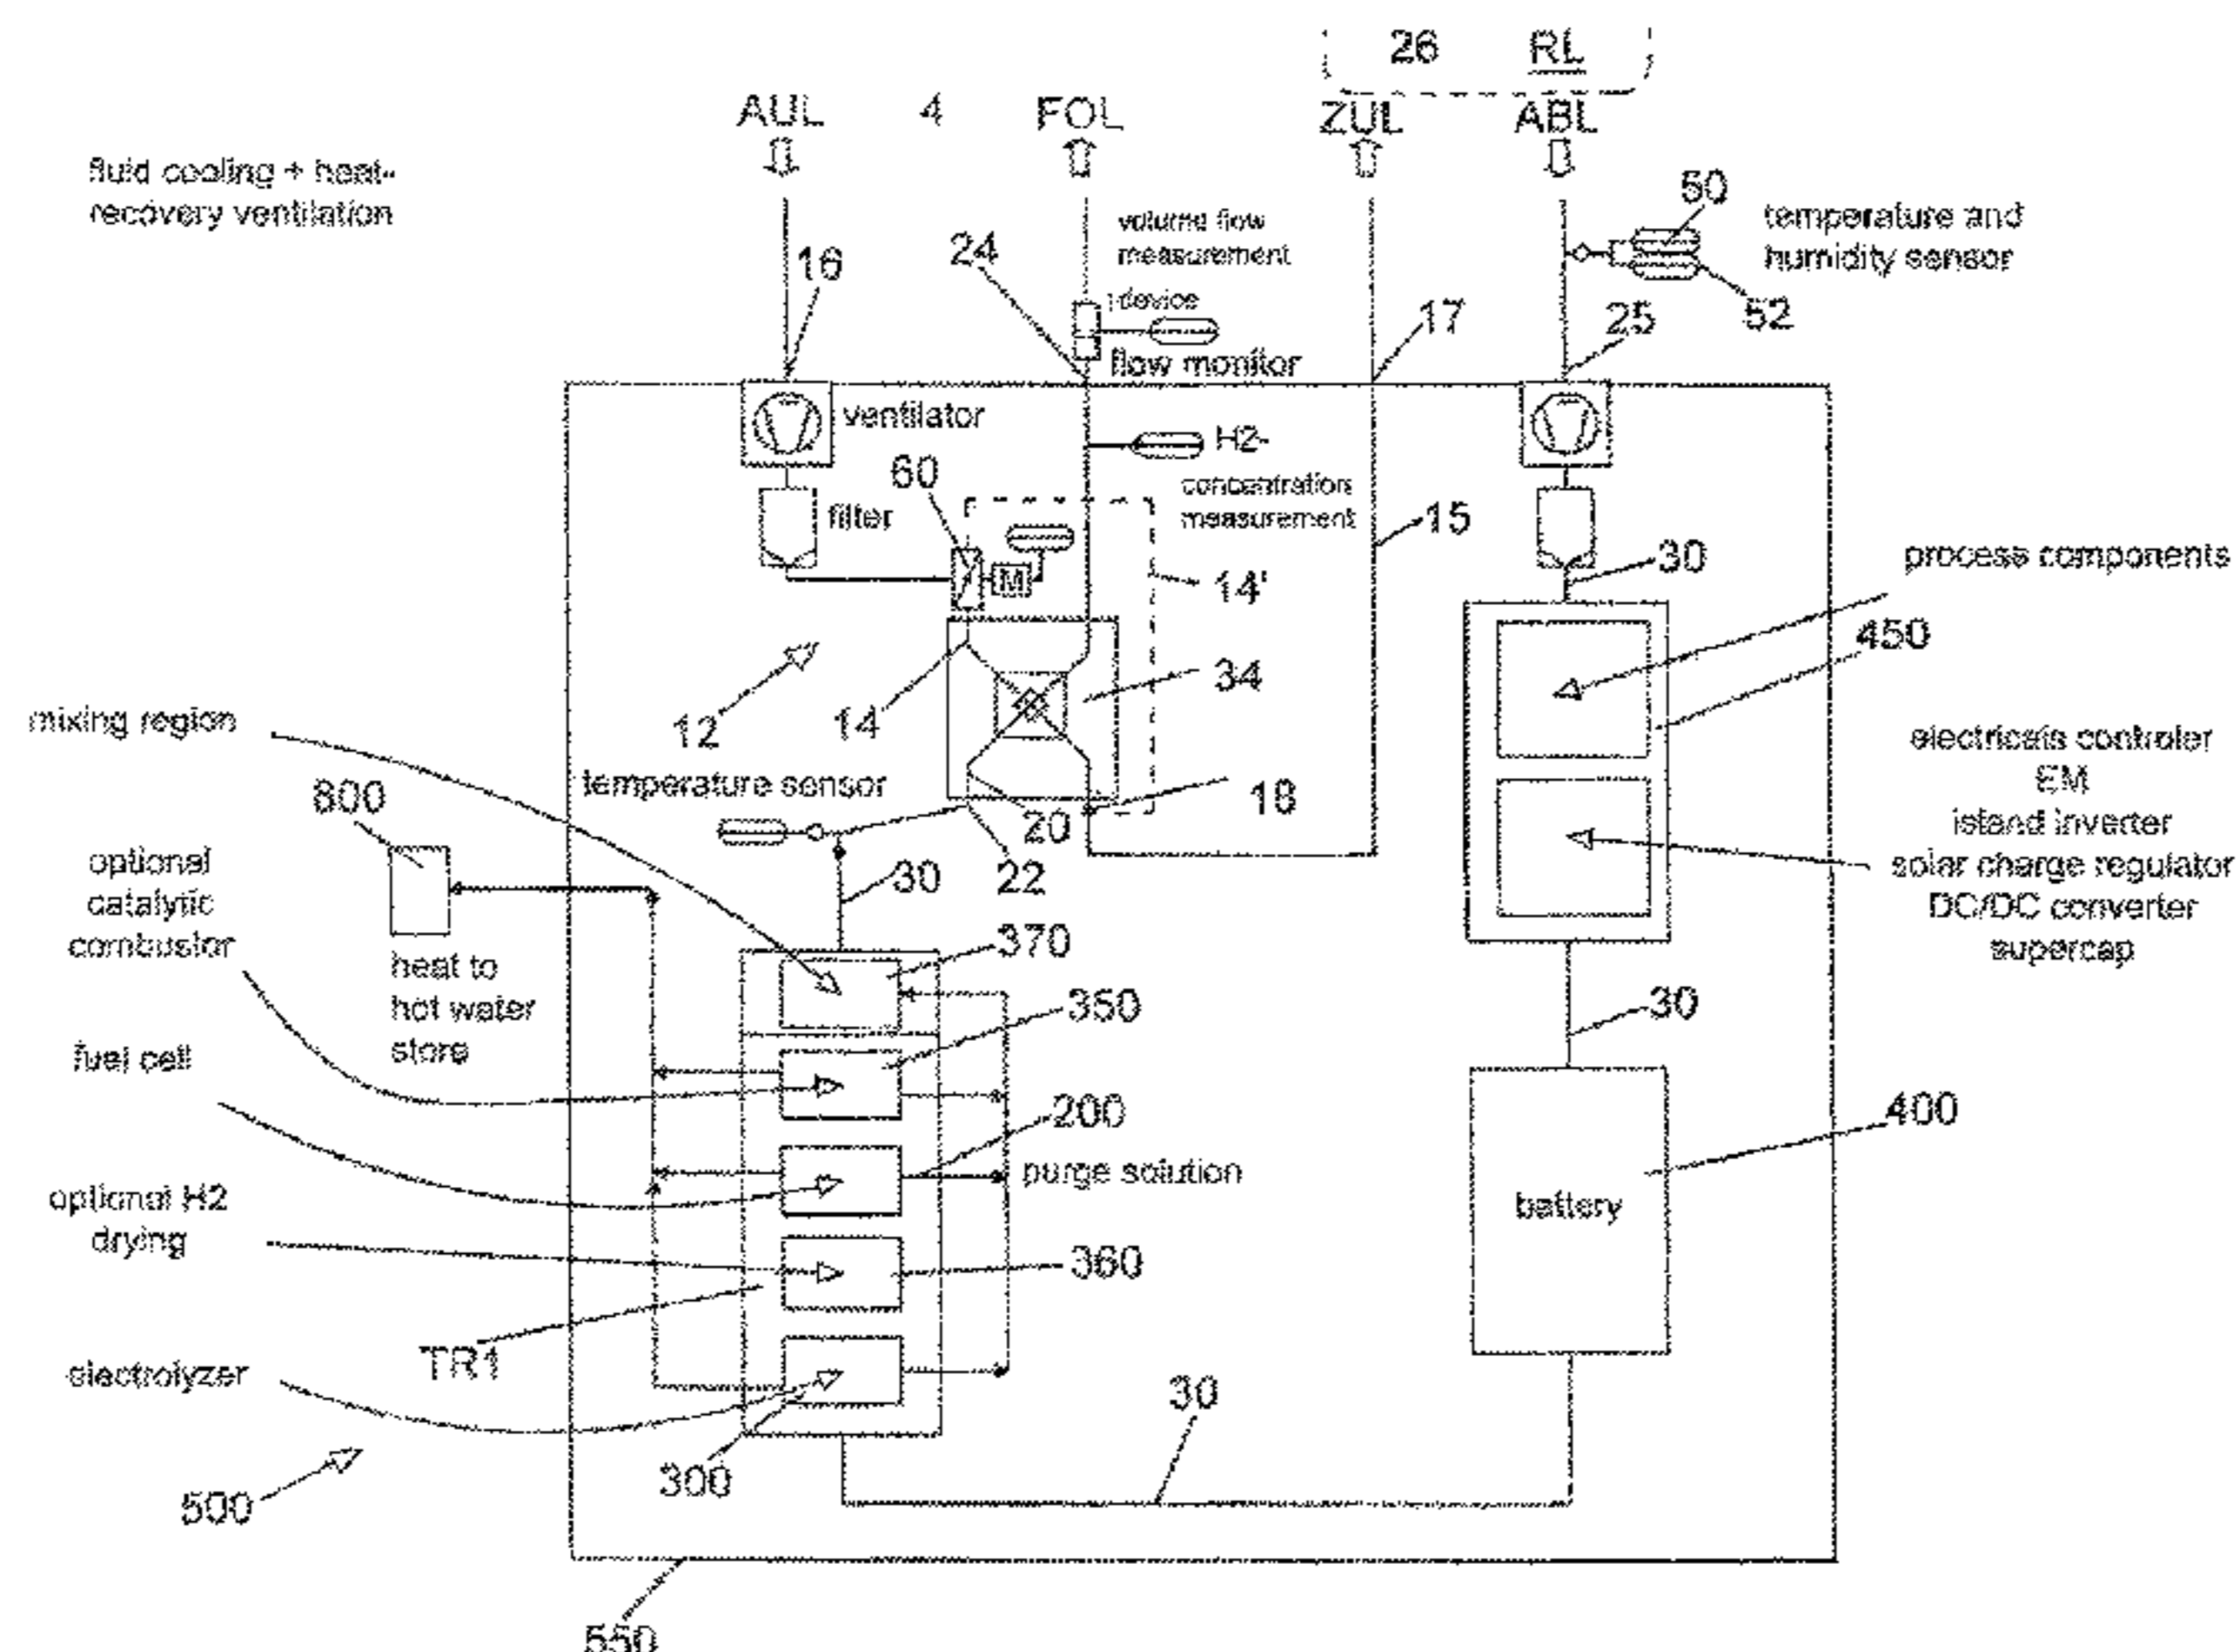 26 RL
AUL 4 FOL ZUL ABL
fluid cooling + heat-
recovery ventilation
volume flow
measurement
device
flow monitor
50
temperature and
humidity sensor
52
16
24
17
25
ventilator
H2-
concentration
measurement
60
filter
M
15
14'
30
process components
450
12
14
34
mixing region
electricals controler
EM
island inverter
solar charge regulator
DC/DC converter
supercap
temperature sensor
18
20
22
800
30
optional
catalytic
combustor
heat to
hot water
store
370
350
30
fuel cell
200
purge solution
400
battery
optional H2
drying
360
TR1
electrolyzer
30
300
500
550